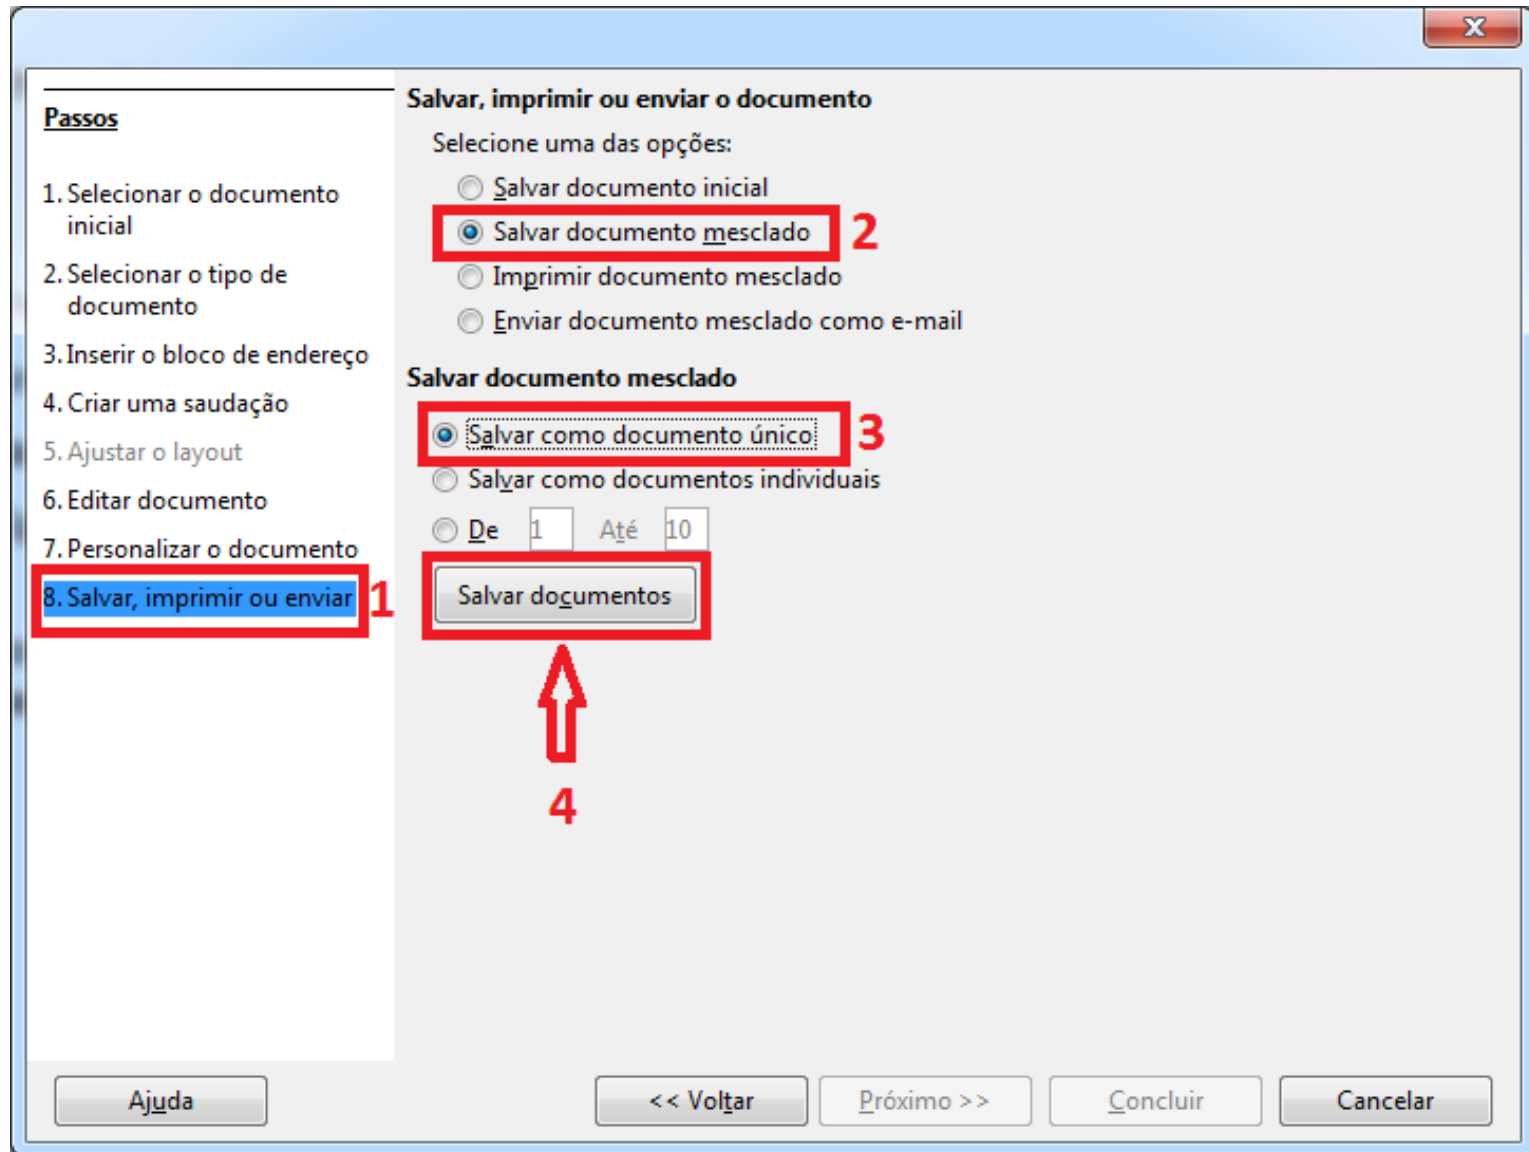 X
Passos
1. Selecionar o documento
inicial
2. Selecionar o tipo de
documento
3. Inserir o bloco de endereço
4. Criar uma saudação
5. Ajustar o layout
6. Editar documento
7. Personalizar o documento
8. Salvar, imprimir ou enviar 1
Salvar, imprimir ou enviar o documento
Selecione uma das opções:
Salvar documento inicial
Salvar documento mesclado 2
Imprimir documento mesclado
Enviar documento mesclado como e-mail
Salvar documento mesclado
Salvar como documento único 3
Salvar como documentos individuais
De 1 Até 10
Salvar documentos
4
Ajuda << Voltar Próximo >> Concluir Cancelar